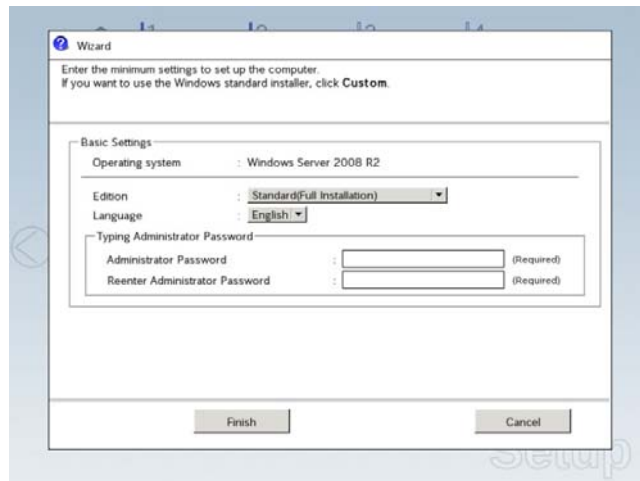 Wizard
Enter the minimum settings to set up the computer.
If you want to use the Windows standard installer, click Custom.
Basic Settings
Operating system : Windows Server 2008 R2
Edition : Standard(Full Installation)
Language : English
Typing Administrator Password
Administrator Password : (Required)
Reenter Administrator Password : (Required)
Finish Cancel
Setup